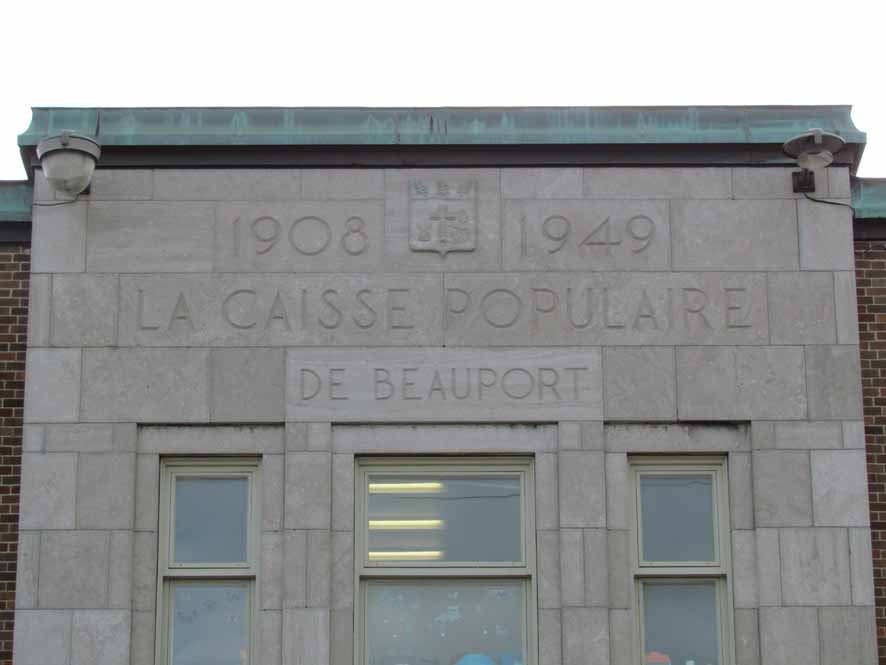 1908 1949
LA CAISSE POPULAIRE
DE BEAUPORT